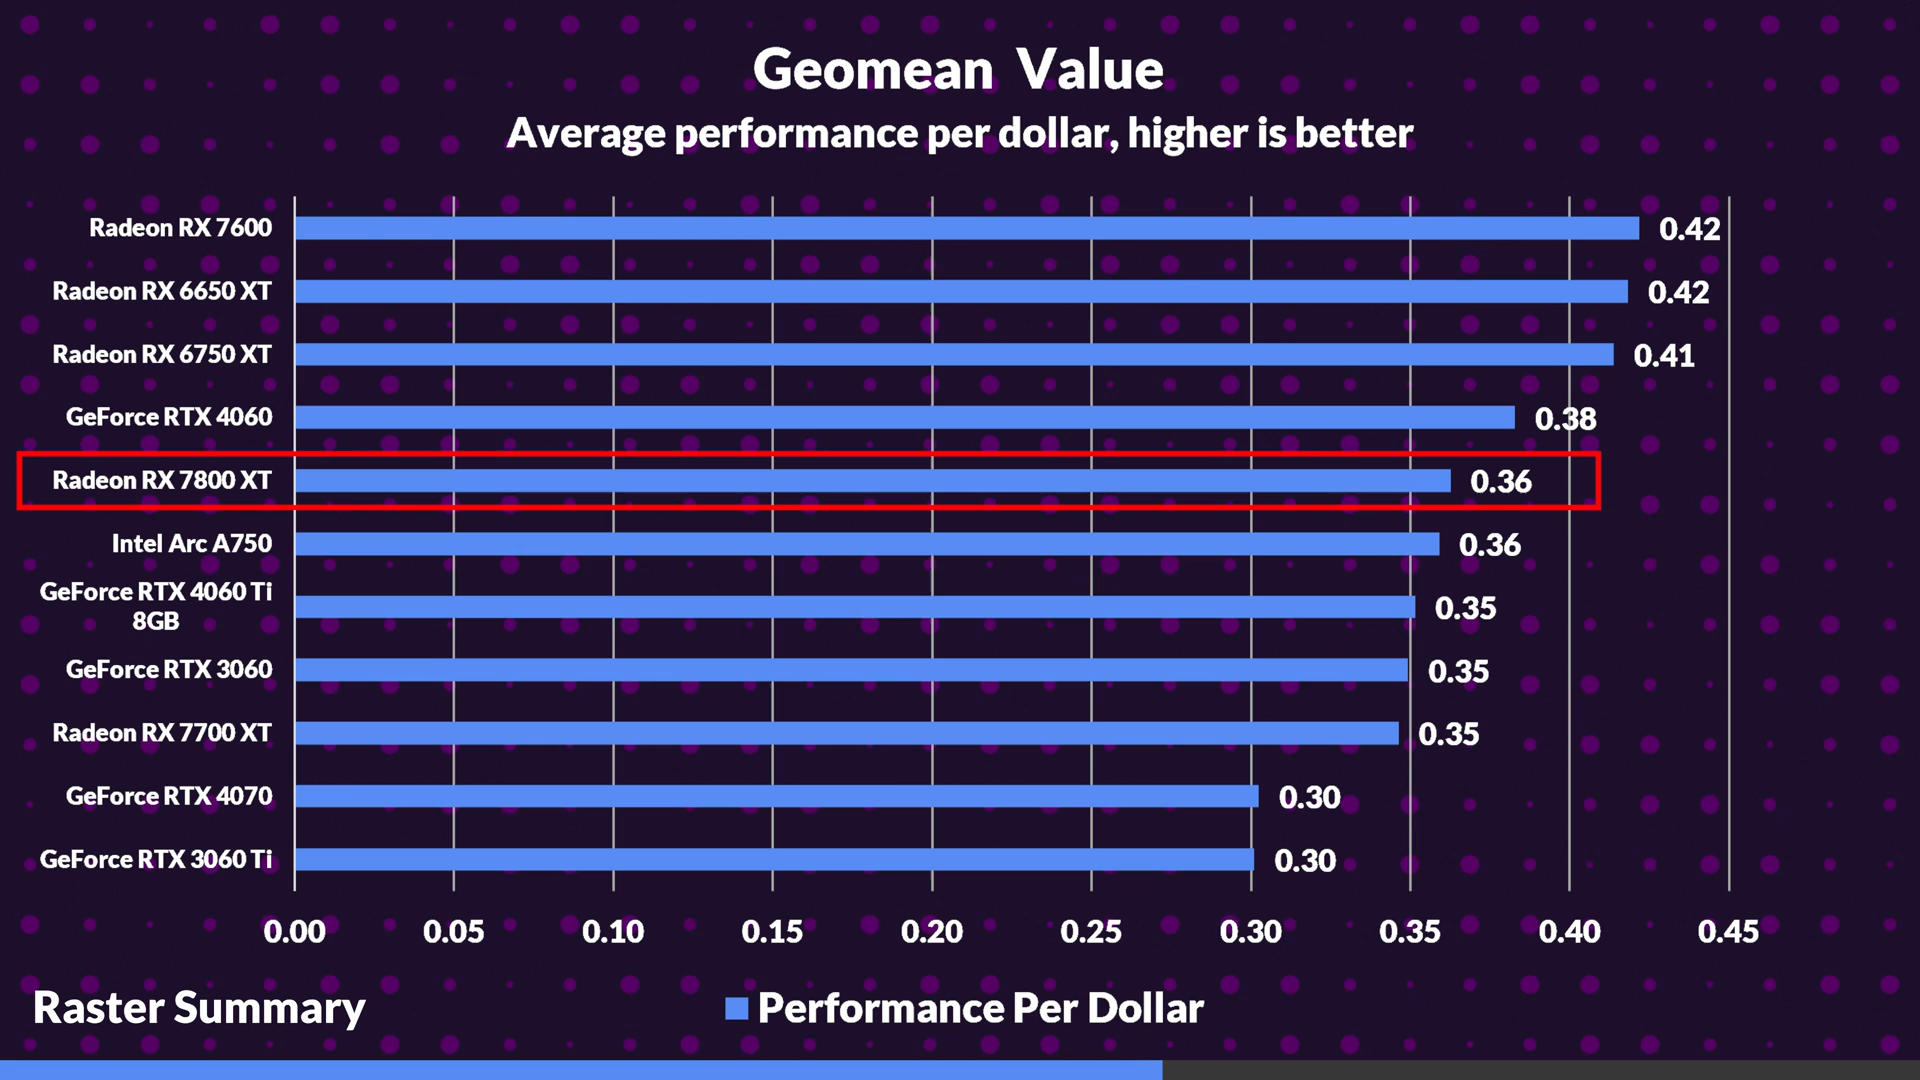 Geomean Value
Average performance per dollar, higher is better
Radeon RX 7600 0.42
Radeon RX 6650 XT 0.42
Radeon RX 6750 XT 0.41
GeForce RTX 4060 0.38
Radeon RX 7800 XT 0.36
Intel Arc A750 0.36
GeForce RTX 4060 Ti
8GB 0.35
GeForce RTX 3060 0.35
Radeon RX 7700 XT 0.35
GeForce RTX 4070 0.30
GeForce RTX 3060 Ti 0.30
0.00 0.05 0.10 0.15 0.20 0.25 0.30 0.35 0.40 0.45
Raster Summary Performance Per Dollar